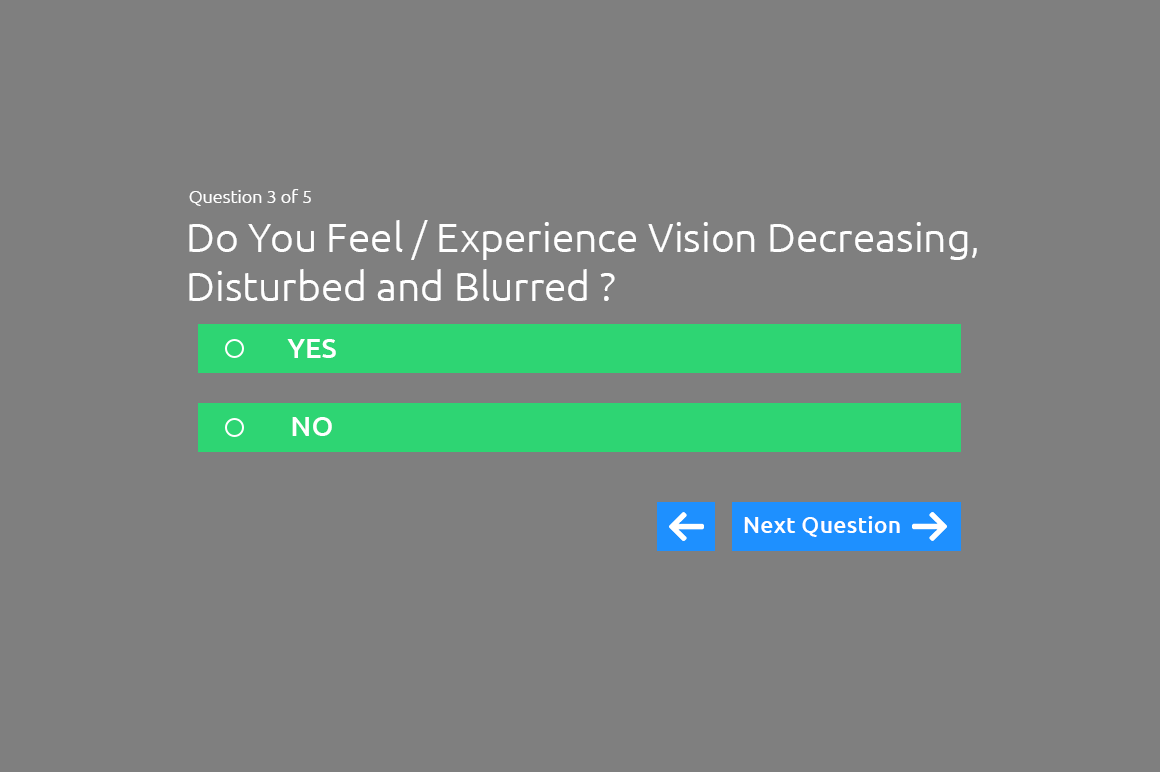 Question 3 of 5
Do You Feel / Experience Vision Decreasing,
Disturbed and Blurred ?
YES
NO
Next Question